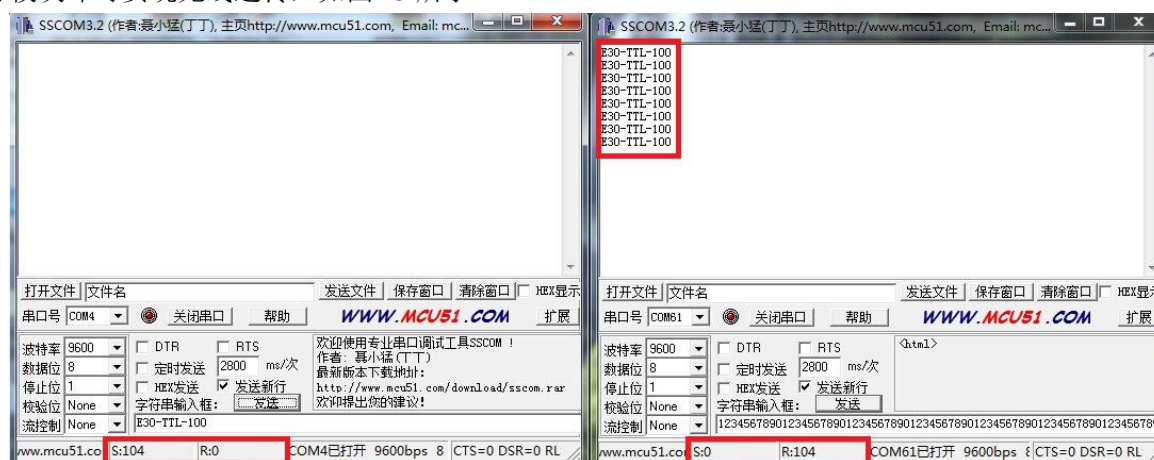 SSCOM3.2 (作者:聂小猛(丁丁), 主页http://www.mcu51.com, Email: mc...
打开文件 文件名 发送文件 保存窗口 清除窗口 HEX显示
串口号 COM4 关闭串口 帮助 WWW.MCU51.COM 扩展
波特率 9600 DTR RTS
数据位 8 定时发送 2800 ms/次
停止位 1 HEX发送 发送新行
校验位 None 字符串输入框: 发送
流控制 None E30-TTL-100
欢迎使用专业串口调试工具SSCOM !
作者: 聂小猛(丁丁)
最新版本下载地址:
http://www.mcu51.com/download/sscom.rar
欢迎提出您的建议!
www.mcu51.co S:104 R:0 COM4已打开 9600bps 8 CTS=0 DSR=0 RL
SSCOM3.2 (作者:聂小猛(丁丁), 主页http://www.mcu51.com, Email: mc...
E30-TTL-100
E30-TTL-100
E30-TTL-100
E30-TTL-100
E30-TTL-100
E30-TTL-100
E30-TTL-100
E30-TTL-100
打开文件 文件名 发送文件 保存窗口 清除窗口 HEX显
串口号 COM61 关闭串口 帮助 WWW.MCU51.COM 扩展
波特率 9600 DTR RTS <html>
数据位 8 定时发送 2800 ms/次
停止位 1 HEX发送 发送新行
校验位 None 字符串输入框: 发送
流控制 None 1234567890123456789012345678901234567890123456789
www.mcu51.co S:0 R:104 COM61已打开 9600bps CTS=0 DSR=0 RL